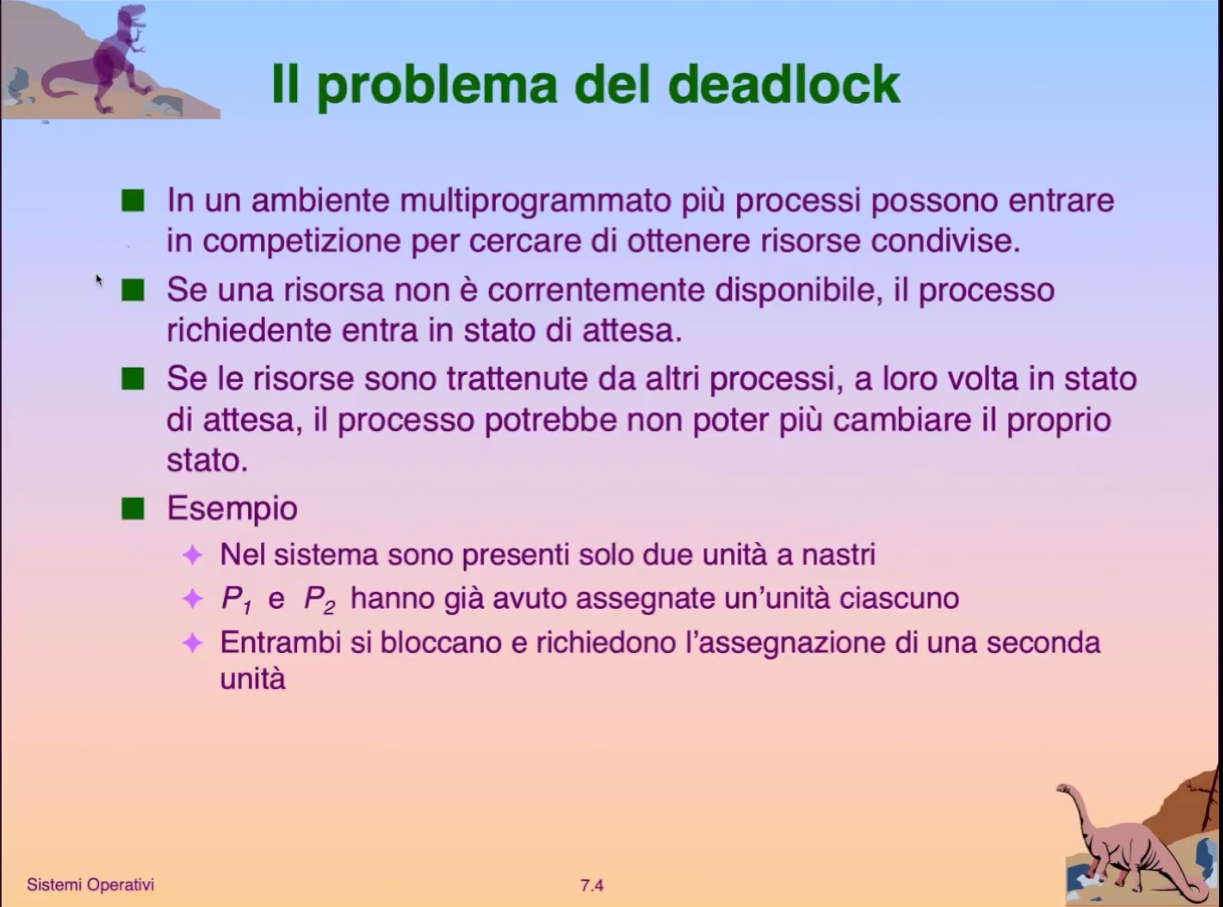 Il problema del deadlock
In un ambiente multiprogrammato più processi possono entrare
in competizione per cercare di ottenere risorse condivise.
Se una risorsa non è correntemente disponibile, il processo
richiedente entra in stato di attesa.
Se le risorse sono trattenute da altri processi, a loro volta in stato
di attesa, il processo potrebbe non poter più cambiare il proprio
stato.
Esempio
Nel sistema sono presenti solo due unità a nastri
P1 e P2 hanno già avuto assegnate un’unità ciascuno
Entrambi si bloccano e richiedono l’assegnazione di una seconda
unità
Sistemi Operativi
7.4